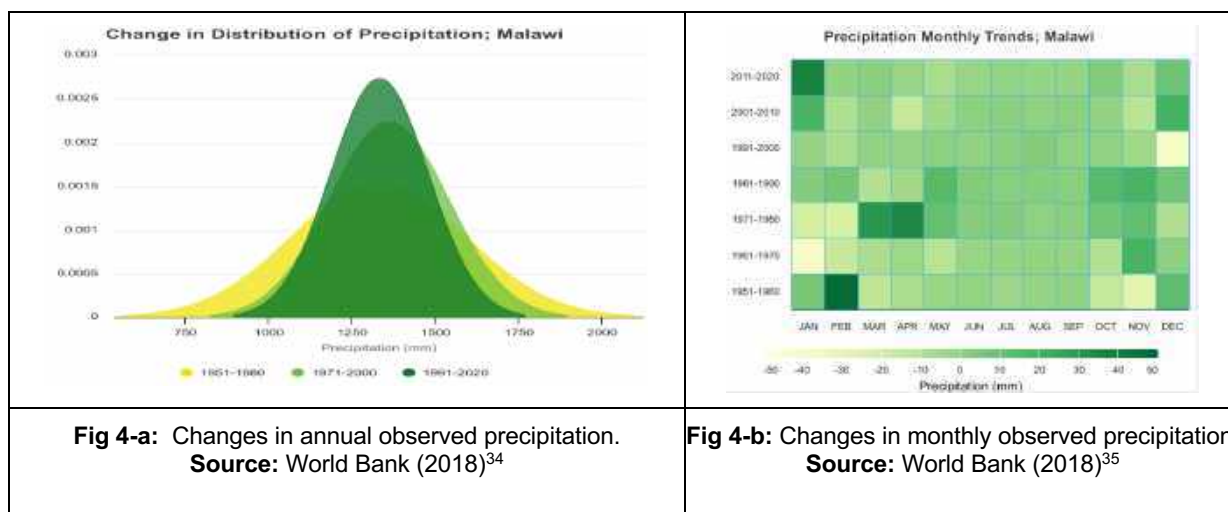 Change in Distribution of Precipitation; Malawi
0.003
0.0025
0.002
0.0015
0.001
0.0005
0
750
1000
1250
1500
1750
2000
Precipitation (mm)
1951-1980
1971-2000
1991-2020
Precipitation Monthly Trends; Malawi
2011-2020
2001-2010
1991-2000
1981-1990
1971-1980
1961-1970
1951-1960
JAN FEB MAR APR MAY JUN JUL AUG SEP OCT NOV DEC
-50 -40 -30 -20 -10 0 10 20 30 40 50
Precipitation (mm)
Fig 4-a: Changes in annual observed precipitation.
Source: World Bank (2018)34
Fig 4-b: Changes in monthly observed precipitation
Source: World Bank (2018)35